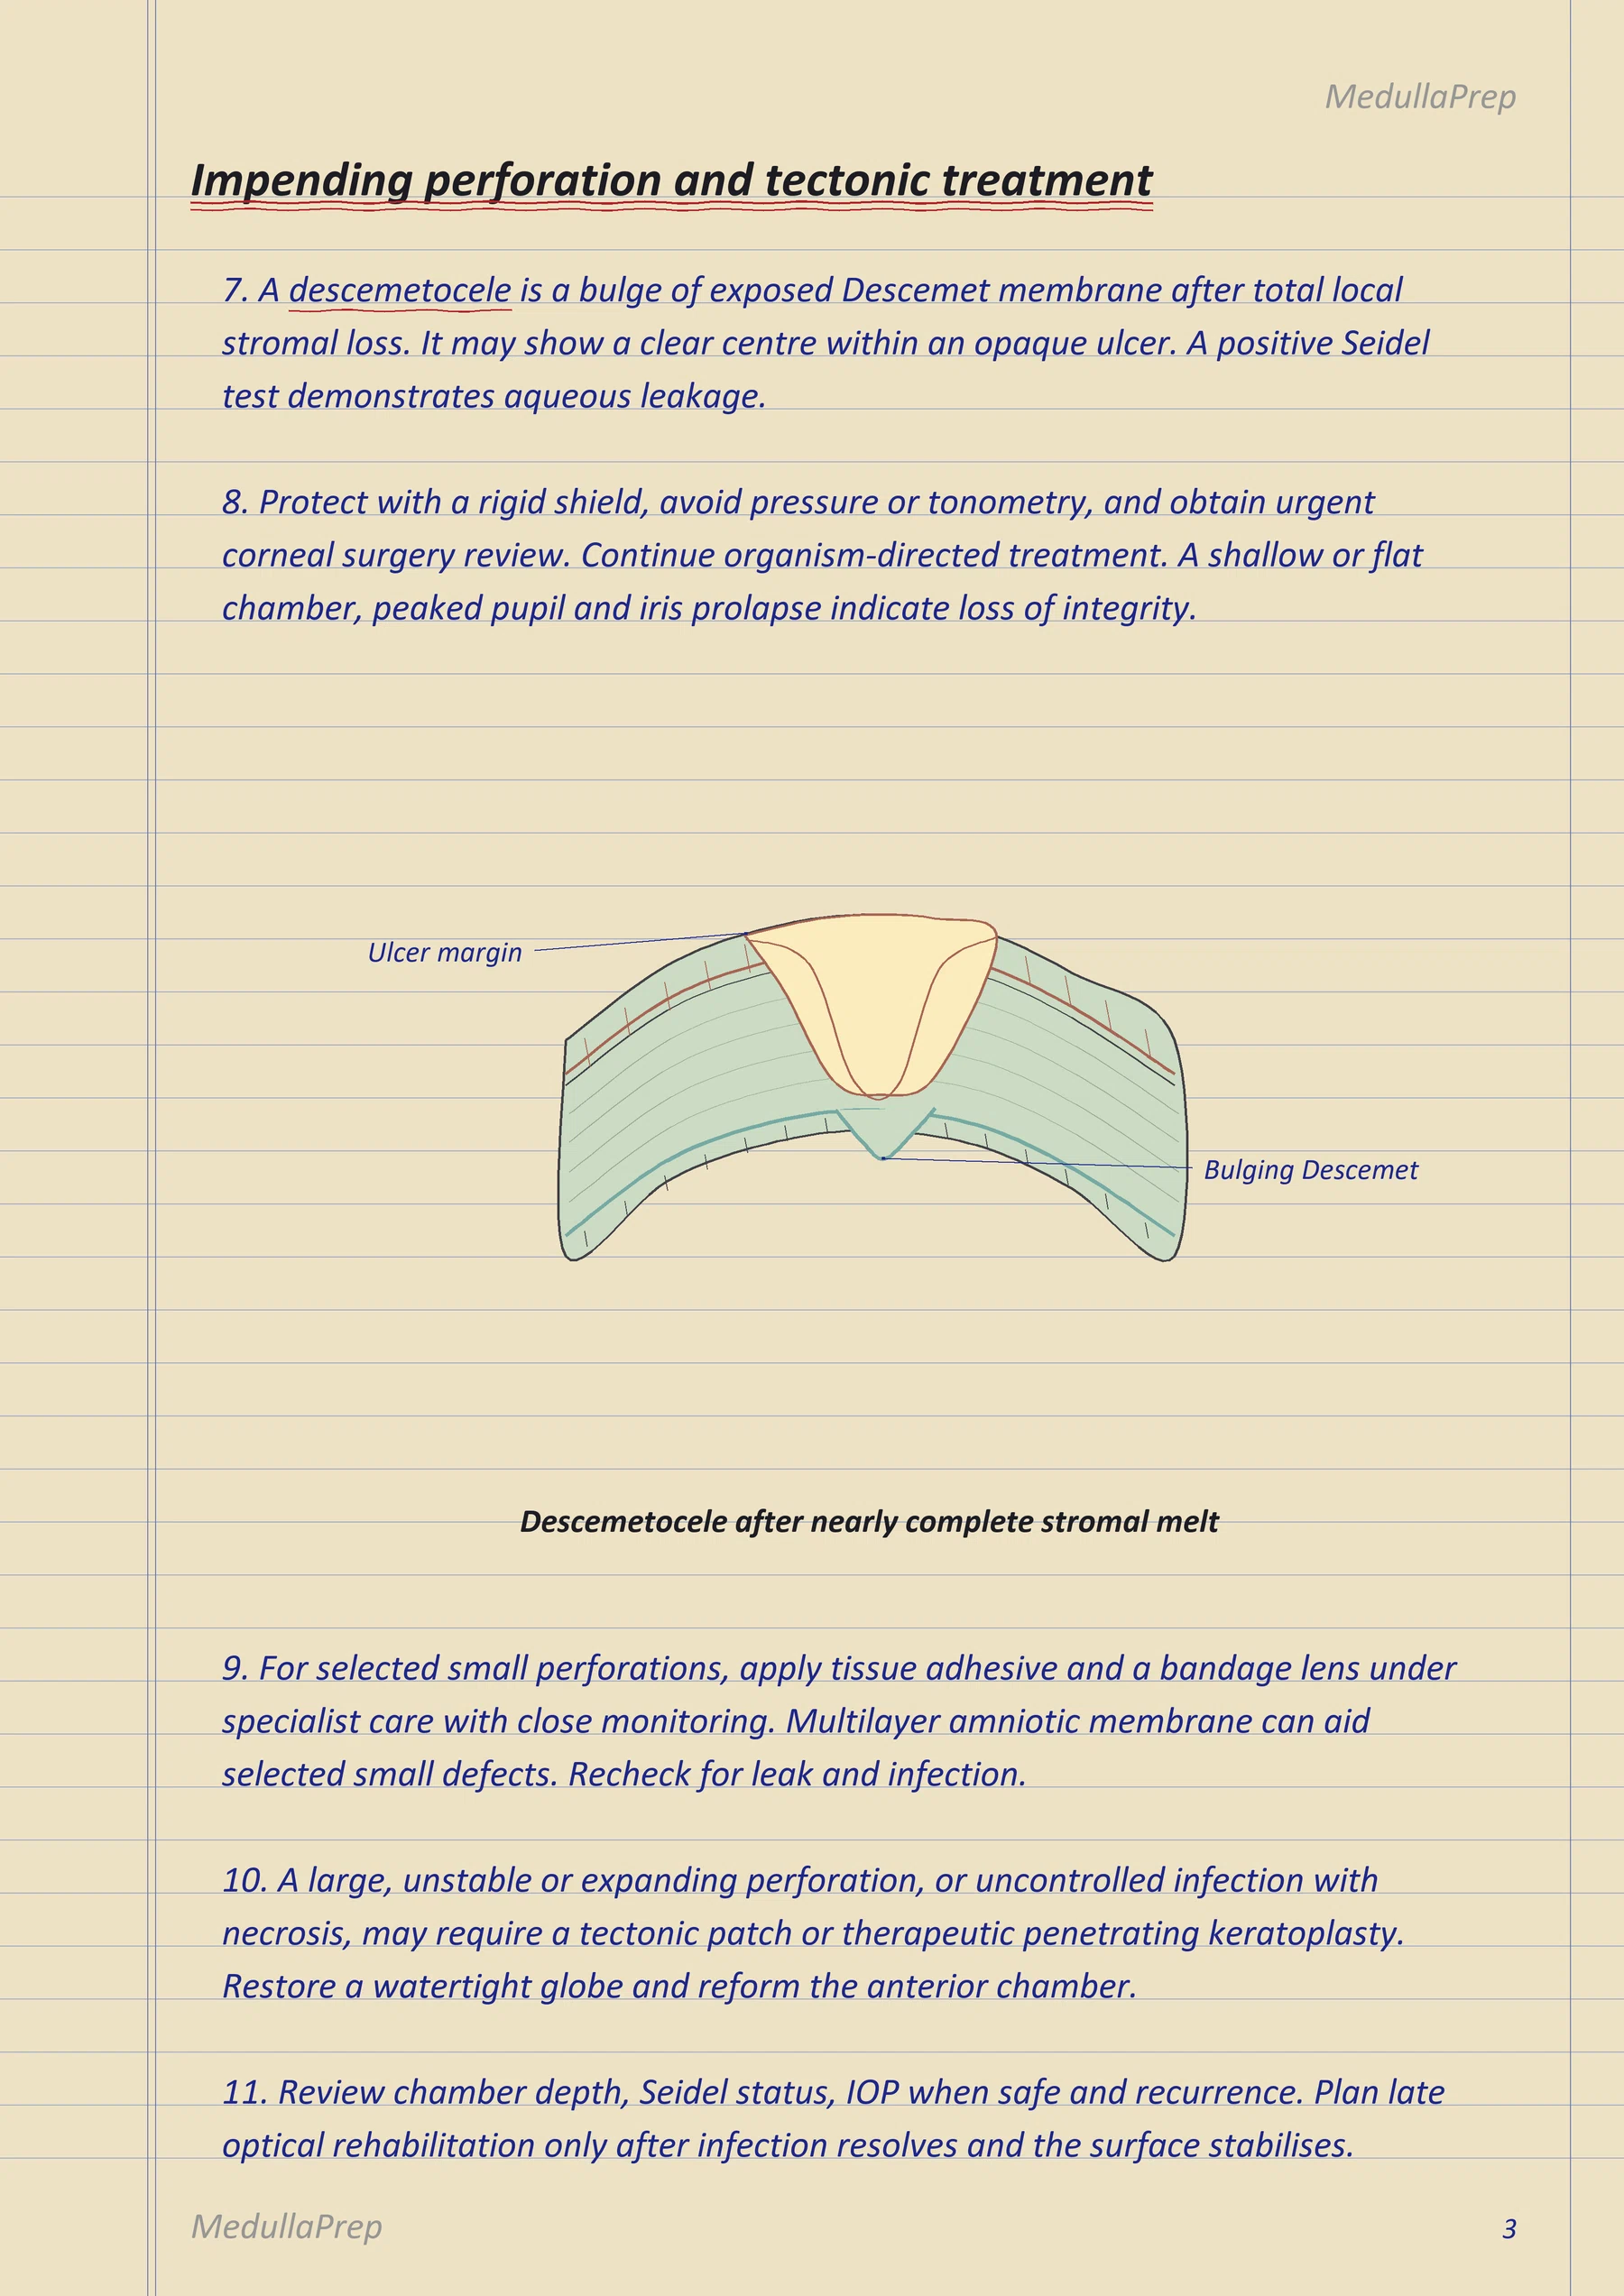 MedullaPrep
Impending perforation and tectonic treatment
7. A descemetocele is a bulge of exposed Descemet membrane after total local
stromal loss. It may show a clear centre within an opaque ulcer. A positive Seidel
test demonstrates aqueous leakage.
8. Protect with a rigid shield, avoid pressure or tonometry, and obtain urgent
corneal surgery review. Continue organism-directed treatment. A shallow or flat
chamber, peaked pupil and iris prolapse indicate loss of integrity.
Ulcer margin
Bulging Descemet
Descemetocele after nearly complete stromal melt
9. For selected small perforations, apply tissue adhesive and a bandage lens under
specialist care with close monitoring. Multilayer amniotic membrane can aid
selected small defects. Recheck for leak and infection.
10. A large, unstable or expanding perforation, or uncontrolled infection with
necrosis, may require a tectonic patch or therapeutic penetrating keratoplasty.
Restore a watertight globe and reform the anterior chamber.
11. Review chamber depth, Seidel status, IOP when safe and recurrence. Plan late
optical rehabilitation only after infection resolves and the surface stabilises.
MedullaPrep
3